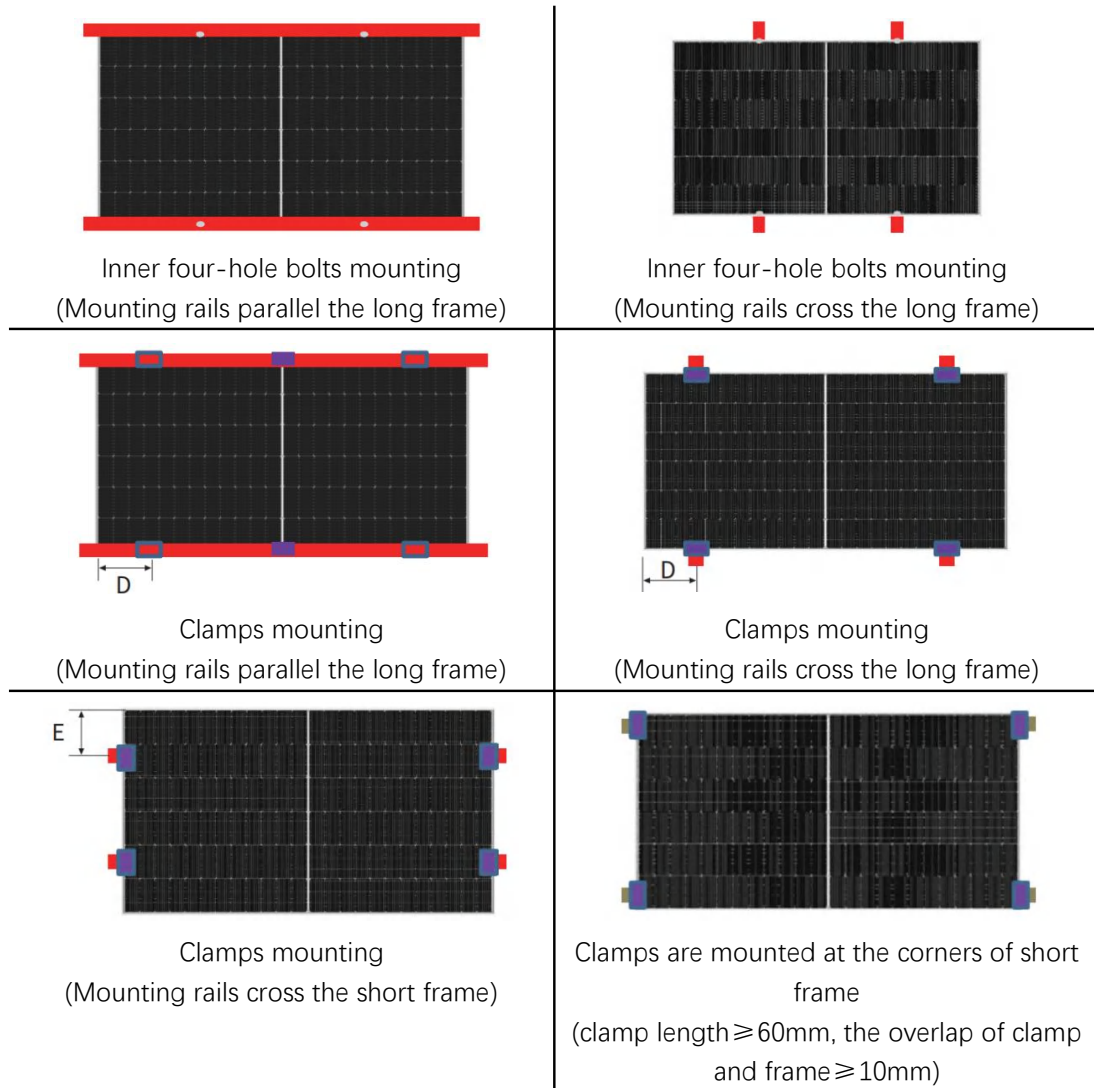 Inner four-hole bolts mounting
(Mounting rails parallel the long frame)
Inner four-hole bolts mounting
(Mounting rails cross the long frame)
D
Clamps mounting
(Mounting rails parallel the long frame)
D
Clamps mounting
(Mounting rails cross the long frame)
E
Clamps mounting
(Mounting rails cross the short frame)
Clamps are mounted at the corners of short
frame
(clamp length≥60mm, the overlap of clamp
and frame≥10mm)